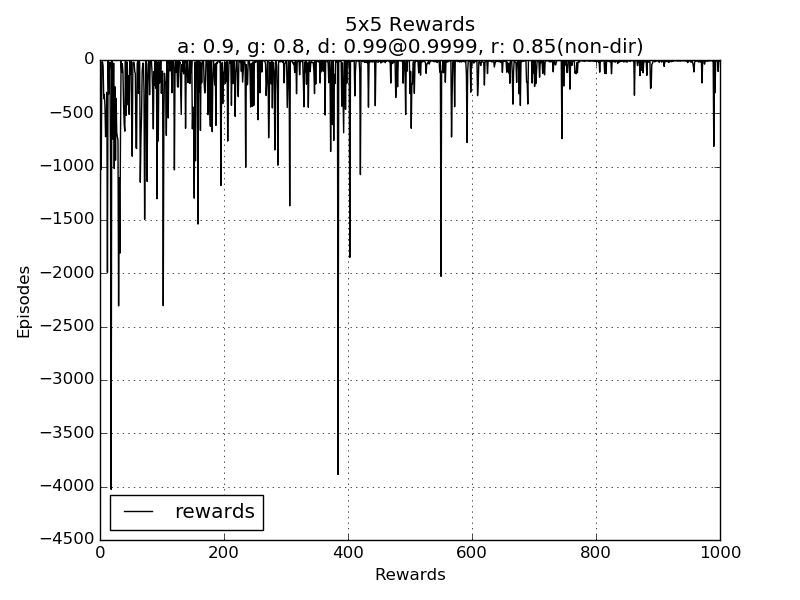 5x5 Rewards
a: 0.9, g: 0.8, d: 0.99@0.9999, r: 0.85(non-dir)
0
−500
−1000
−1500
−2000
−2500
−3000
−3500
−4000
−4500
Episodes
rewards
0 200 400 600 800 1000
Rewards